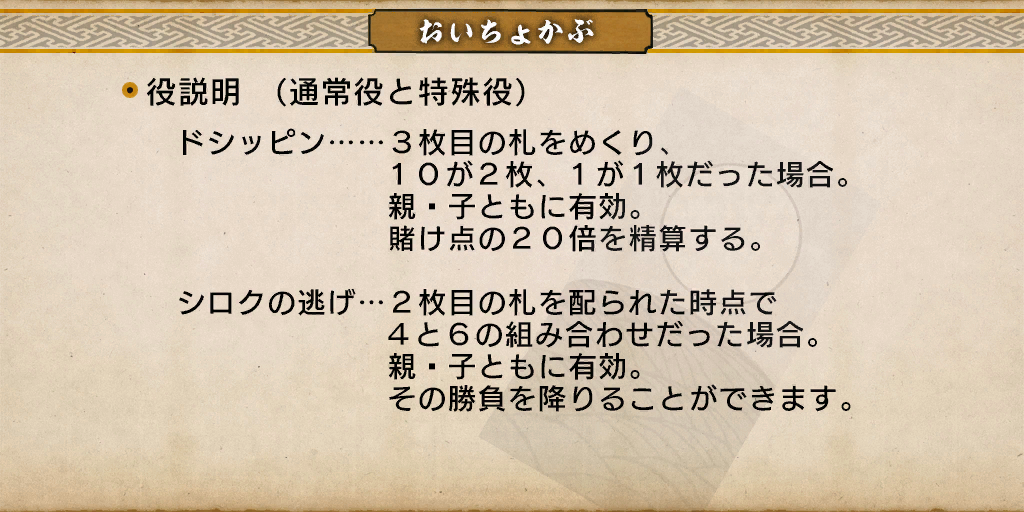 おいちょかぶ
役説明　（通常役と特殊役）
ドシッピン……３枚目の札をめくり、
１０が２枚、１が１枚だった場合。
親・子ともに有効。
賭け点の２０倍を精算する。
シロクの逃げ…２枚目の札を配られた時点で
４と６の組み合わせだった場合。
親・子ともに有効。
その勝負を降りることができます。